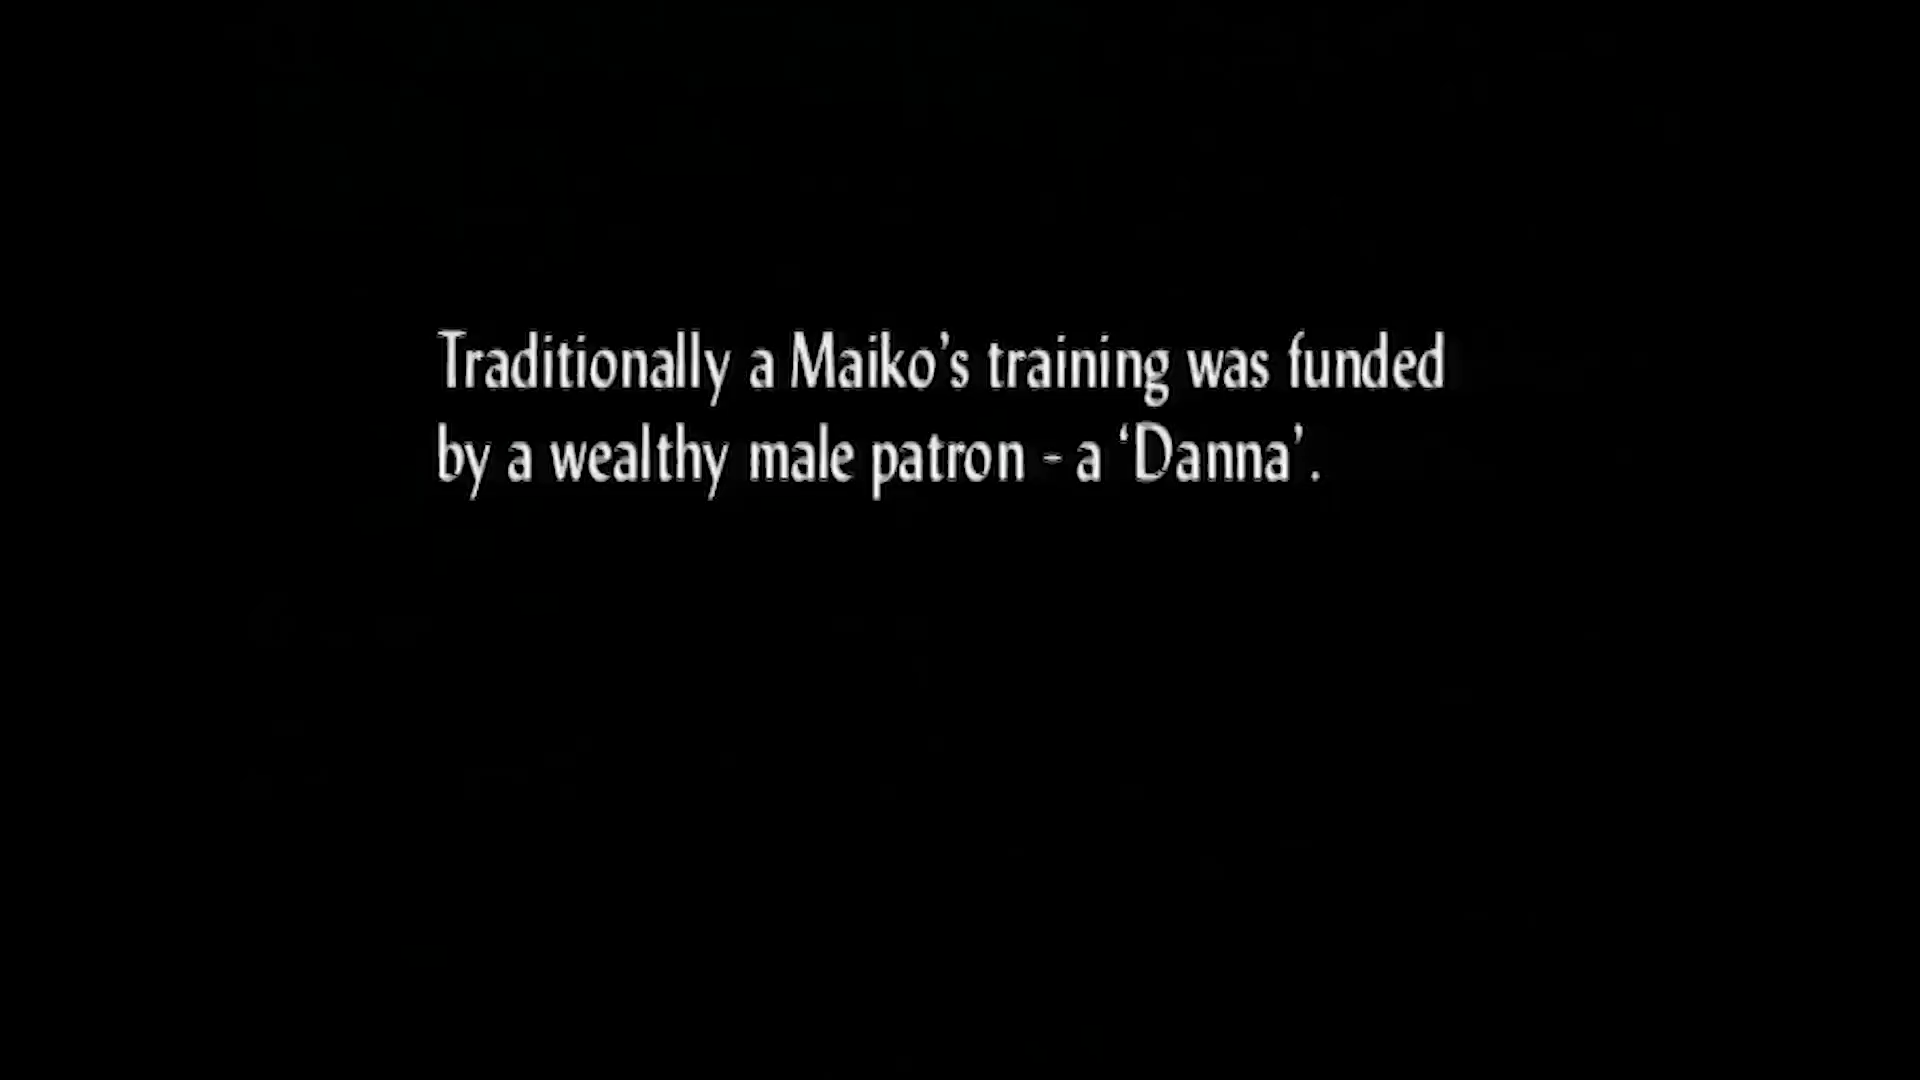 Traditionally a Maiko’s training was funded
by a wealthy male patron - a ‘Danna’.